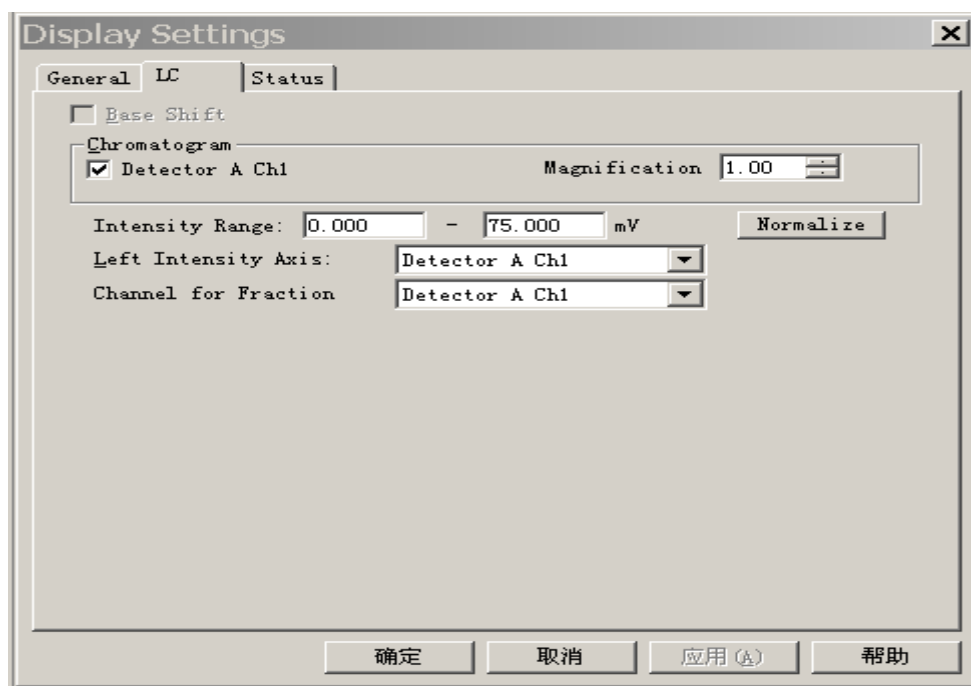 Display Settings
General LC Status
Base Shift
Chromatogram
Detector A Ch1 Magnification 1.00
Intensity Range: 0.000 - 75.000 mV Normalize
Left Intensity Axis: Detector A Ch1
Channel for Fraction Detector A Ch1
确定 取消 应用(A) 帮助